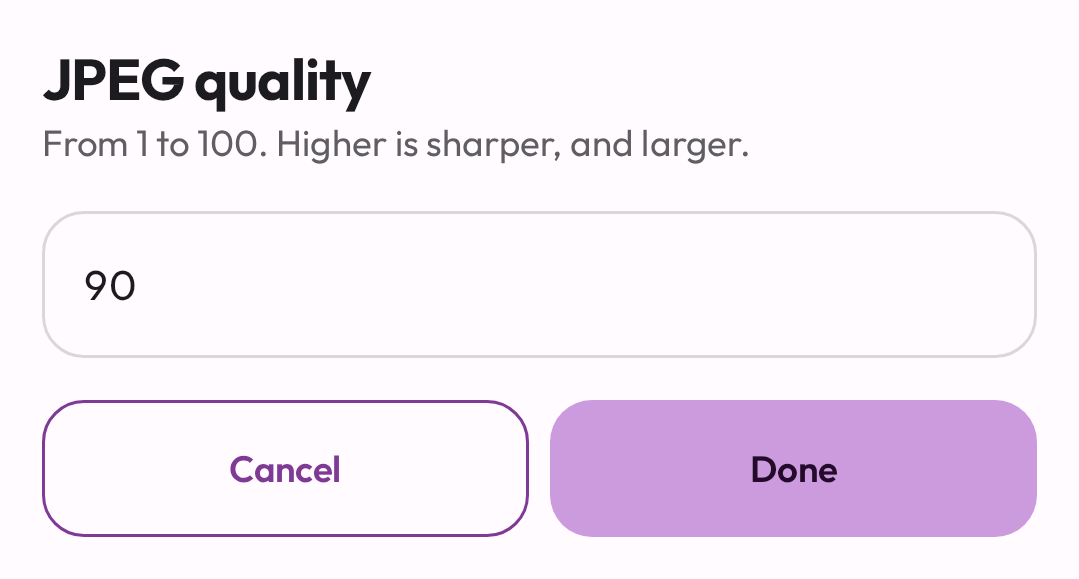 JPEG quality
From 1 to 100. Higher is sharper, and larger.
90
Cancel
Done